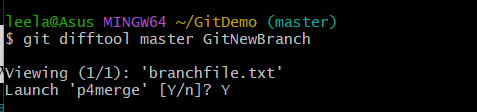 leela@Asus MINGW64 ~/GitDemo (master)
$ git difftool master GitNewBranch
Viewing (1/1): 'branchfile.txt'
Launch 'p4merge' [Y/n]? Y